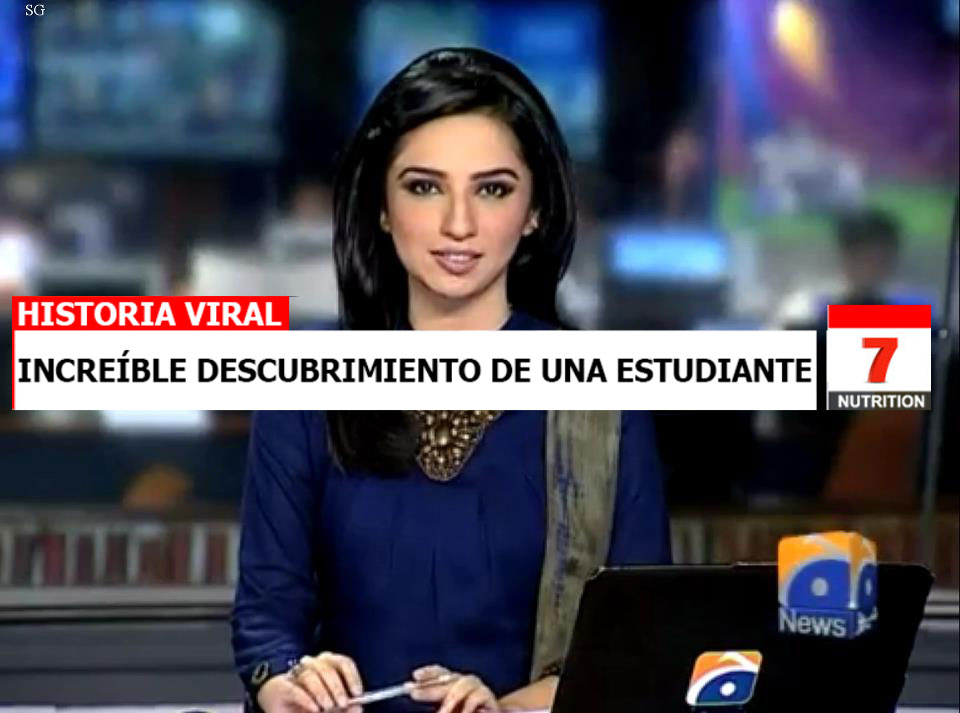 SG
HISTORIA VIRAL
INCREÍBLE DESCUBRIMIENTO DE UNA ESTUDIANTE
7
NUTRITION
News